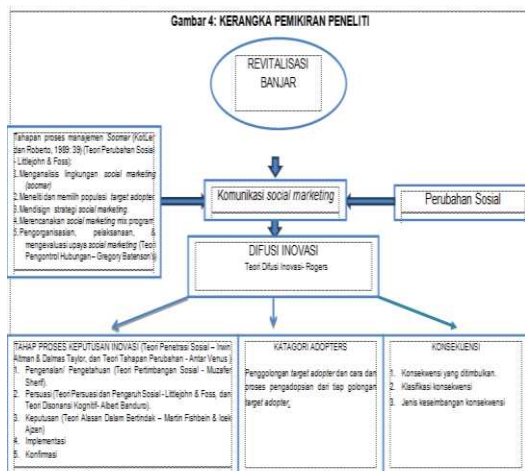 Gambar 4: KERANGKA PEMIKIRAN PENELITI
REVITALISASI
BANJAR
Tahapan proses manajemen Socmar (KotLer
dan Roberto, 1989: 39) (Teori Perubahan Sosial
- Littlejohn & Foss):
1.Menganalisis lingkungan social marketing
(socmar)
2.Meneliti dan memilih populasi target adopter
3.Mendisign strategi social marketing
4.Merencanakan social marketing mix program
5.Pengorganisasian, pelaksanaan, &
mengevaluasi upaya social marketing (Teori
Pengontrol Hubungan – Gregory Batenson's)
Komunikasi social marketing
Perubahan Sosial
DIFUSI INOVASI
Teori Difusi Inovasi- Rogers
TAHAP PROSES KEPUTUSAN INOVASI (Teori Penetrasi Sosial – Irwin
Altman & Dalmas Taylor, dan Teori Tahapan Perubahan - Antar Venus )
1. Pengenalan/ Pengetahuan (Teori Pertimbangan Sosial - Muzafer
Sherif).
2. Persuasi (Teori Persuasi dan Pengaruh Sosial - Littlejohn & Foss, dan
Teori Disonansi Kognitif- Albert Banduro).
3. Keputusan (Teori Alasan Dalam Bertindak – Martin Fishbein & Icek
Ajzen)
4. Implementasi
5. Konfirmasi
KATAGORI ADOPTERS
Penggolongan target adopter dan cara dan
proses pengadopsian dari tiap golongan
target adopter.
KONSEKUENSI
1. Konsekwensi yang ditimbulkan.
2. Klasifikasi konsekwensi
3. Jenis keseimbangan konsekwensi